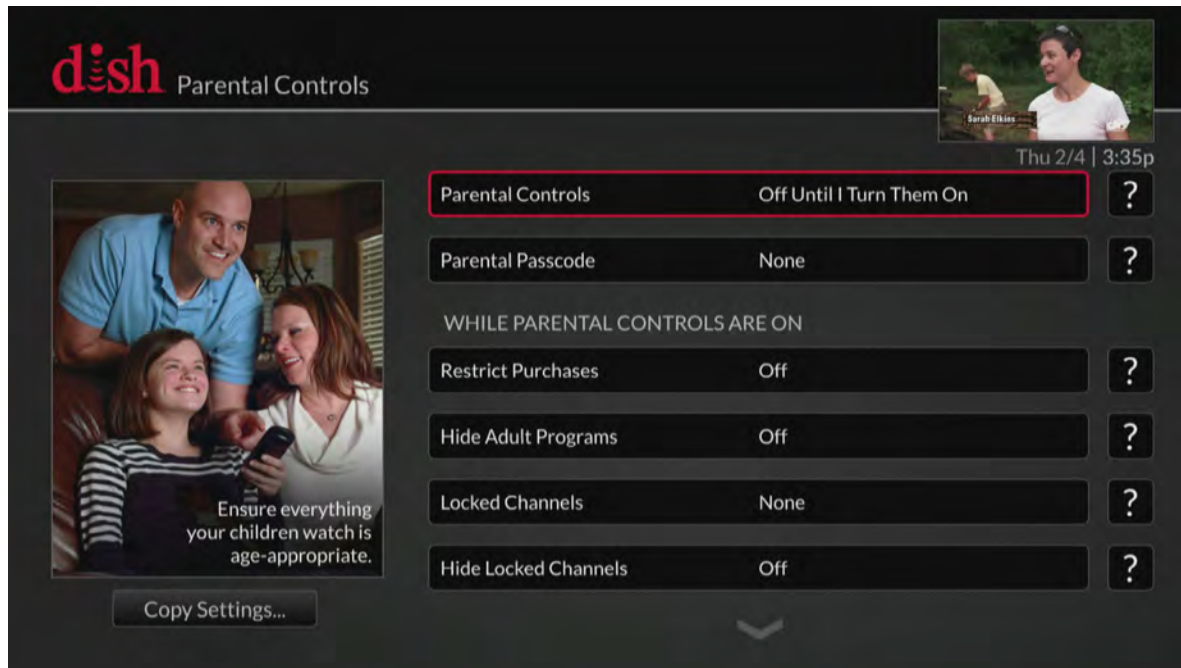 dish Parental Controls
Sarah Elkins
Thu 2/4 | 3:35p
Parental Controls Off Until I Turn Them On ?
Parental Passcode None ?
WHILE PARENTAL CONTROLS ARE ON
Restrict Purchases Off ?
Hide Adult Programs Off ?
Locked Channels None ?
Hide Locked Channels Off ?
Ensure everything
your children watch is
age-appropriate.
Copy Settings...